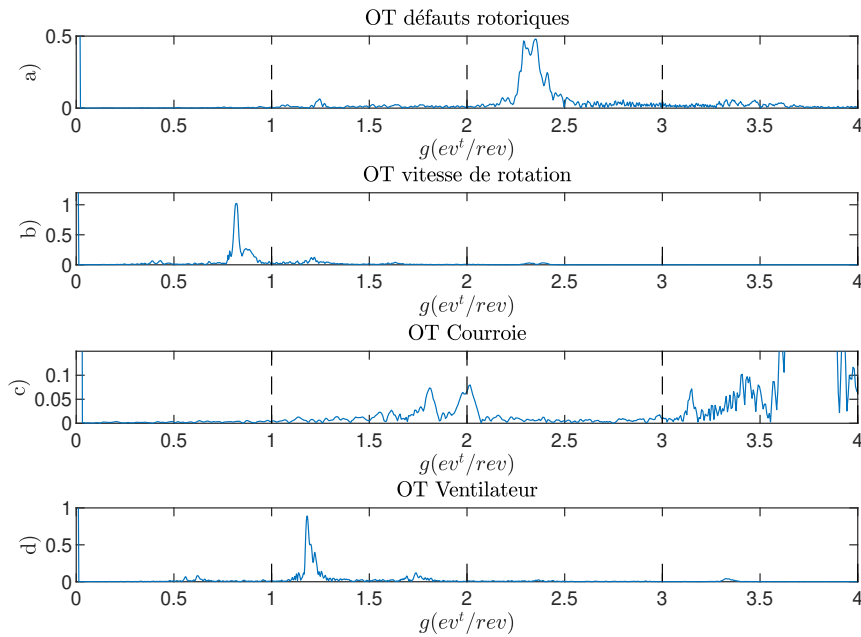 OT défauts rotoriques
a)
0.5
0
0 0.5 1 1.5 2 2.5 3 3.5 4
g(ev^t/rev)
OT vitesse de rotation
b)
1
0.5
0
0 0.5 1 1.5 2 2.5 3 3.5 4
g(ev^t/rev)
OT Courroie
c)
0.1
0.05
0
0 0.5 1 1.5 2 2.5 3 3.5 4
g(ev^t/rev)
OT Ventilateur
d)
1
0.5
0
0 0.5 1 1.5 2 2.5 3 3.5 4
g(ev^t/rev)